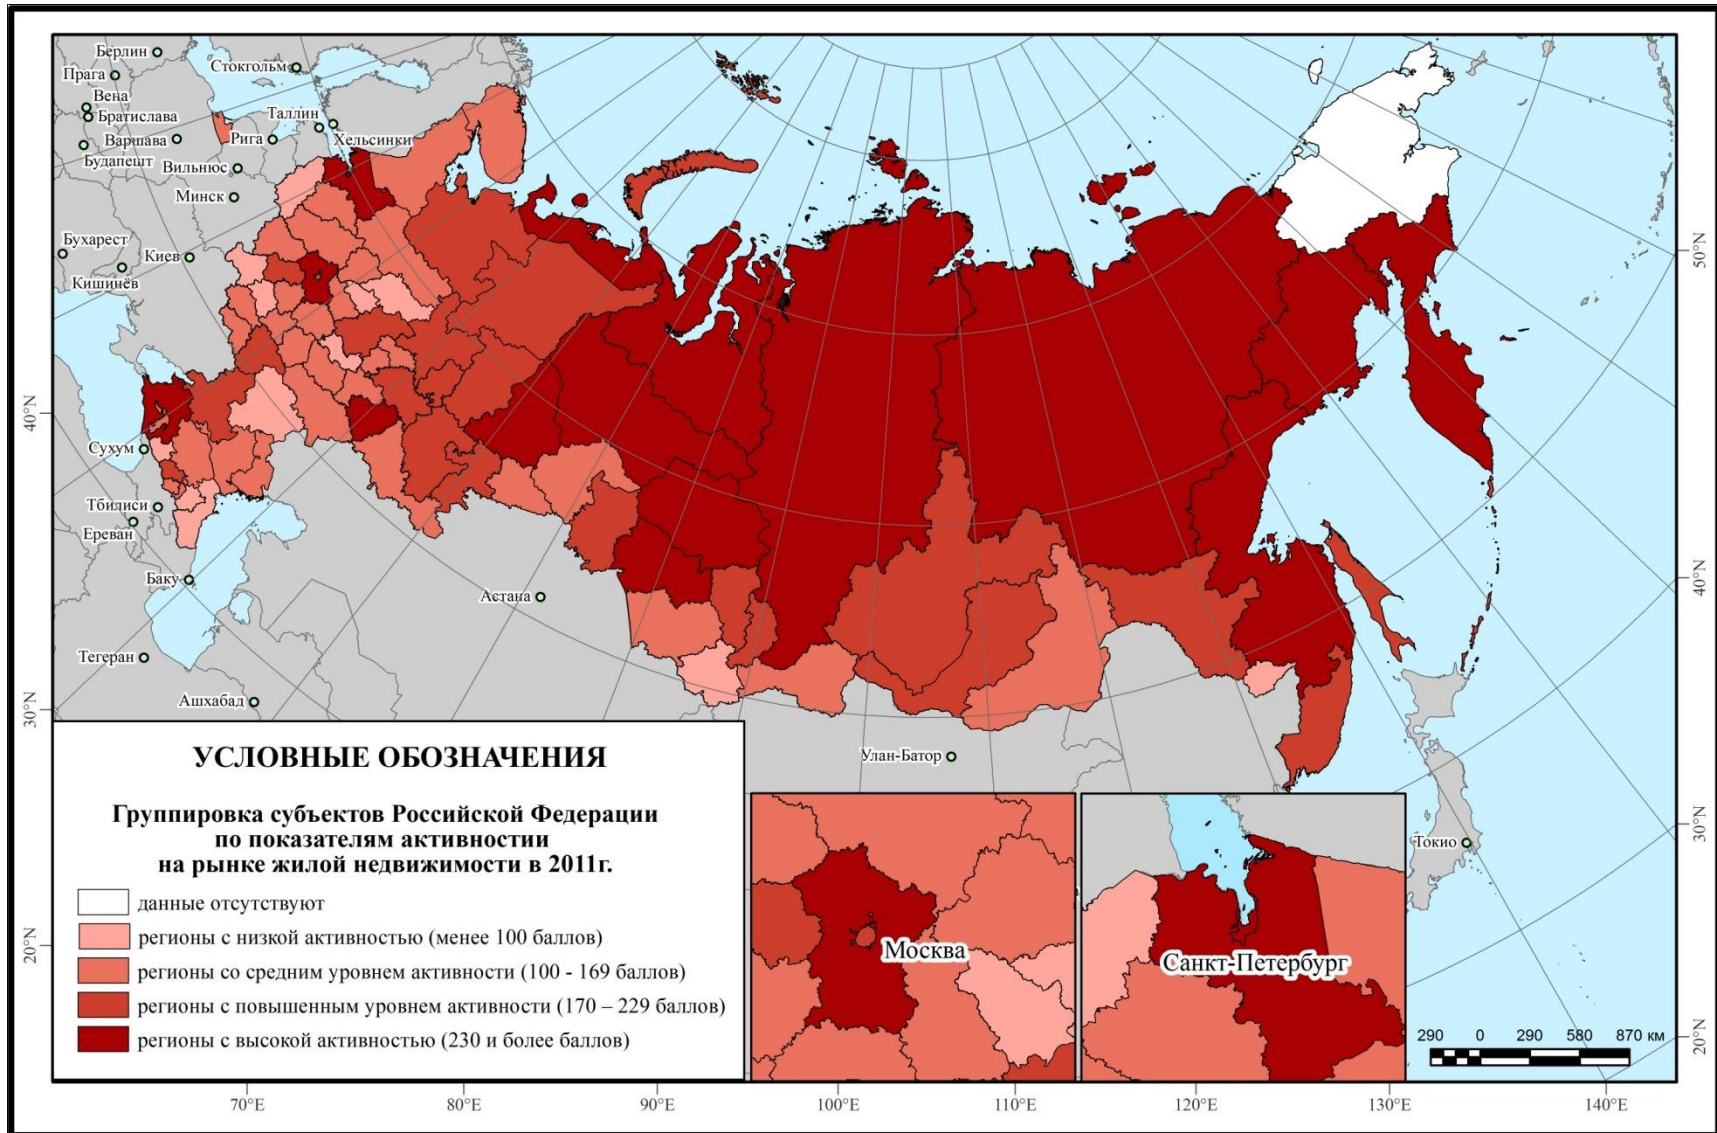 Берлин
Стокгольм
Прага
Вена
Братислава
Таллин
Варшава
Рига
Хельсинки
Будапешт
Вильнюс
Минск
Бухарест
Киев
Кишинёв
50°N
40°N
Сухум
Тбилиси
Ереван
Баку
Астана
40°N
Тегеран
Ашхабад
30°N
УСЛОВНЫЕ ОБОЗНАЧЕНИЯ
Группировка субъектов Российской Федерации
по показателям активностии
на рынке жилой недвижимости в 2011г.
данные отсутствуют
регионы с низкой активностью (менее 100 баллов)
регионы со средним уровнем активности (100 - 169 баллов)
регионы с повышенным уровнем активности (170 – 229 баллов)
регионы с высокой активностью (230 и более баллов)
20°N
Улан-Батор
Москва
Санкт-Петербург
Токио
30°N
290 0 290 580 870 км
20°N
70°E 80°E 90°E 100°E 110°E 120°E 130°E 140°E